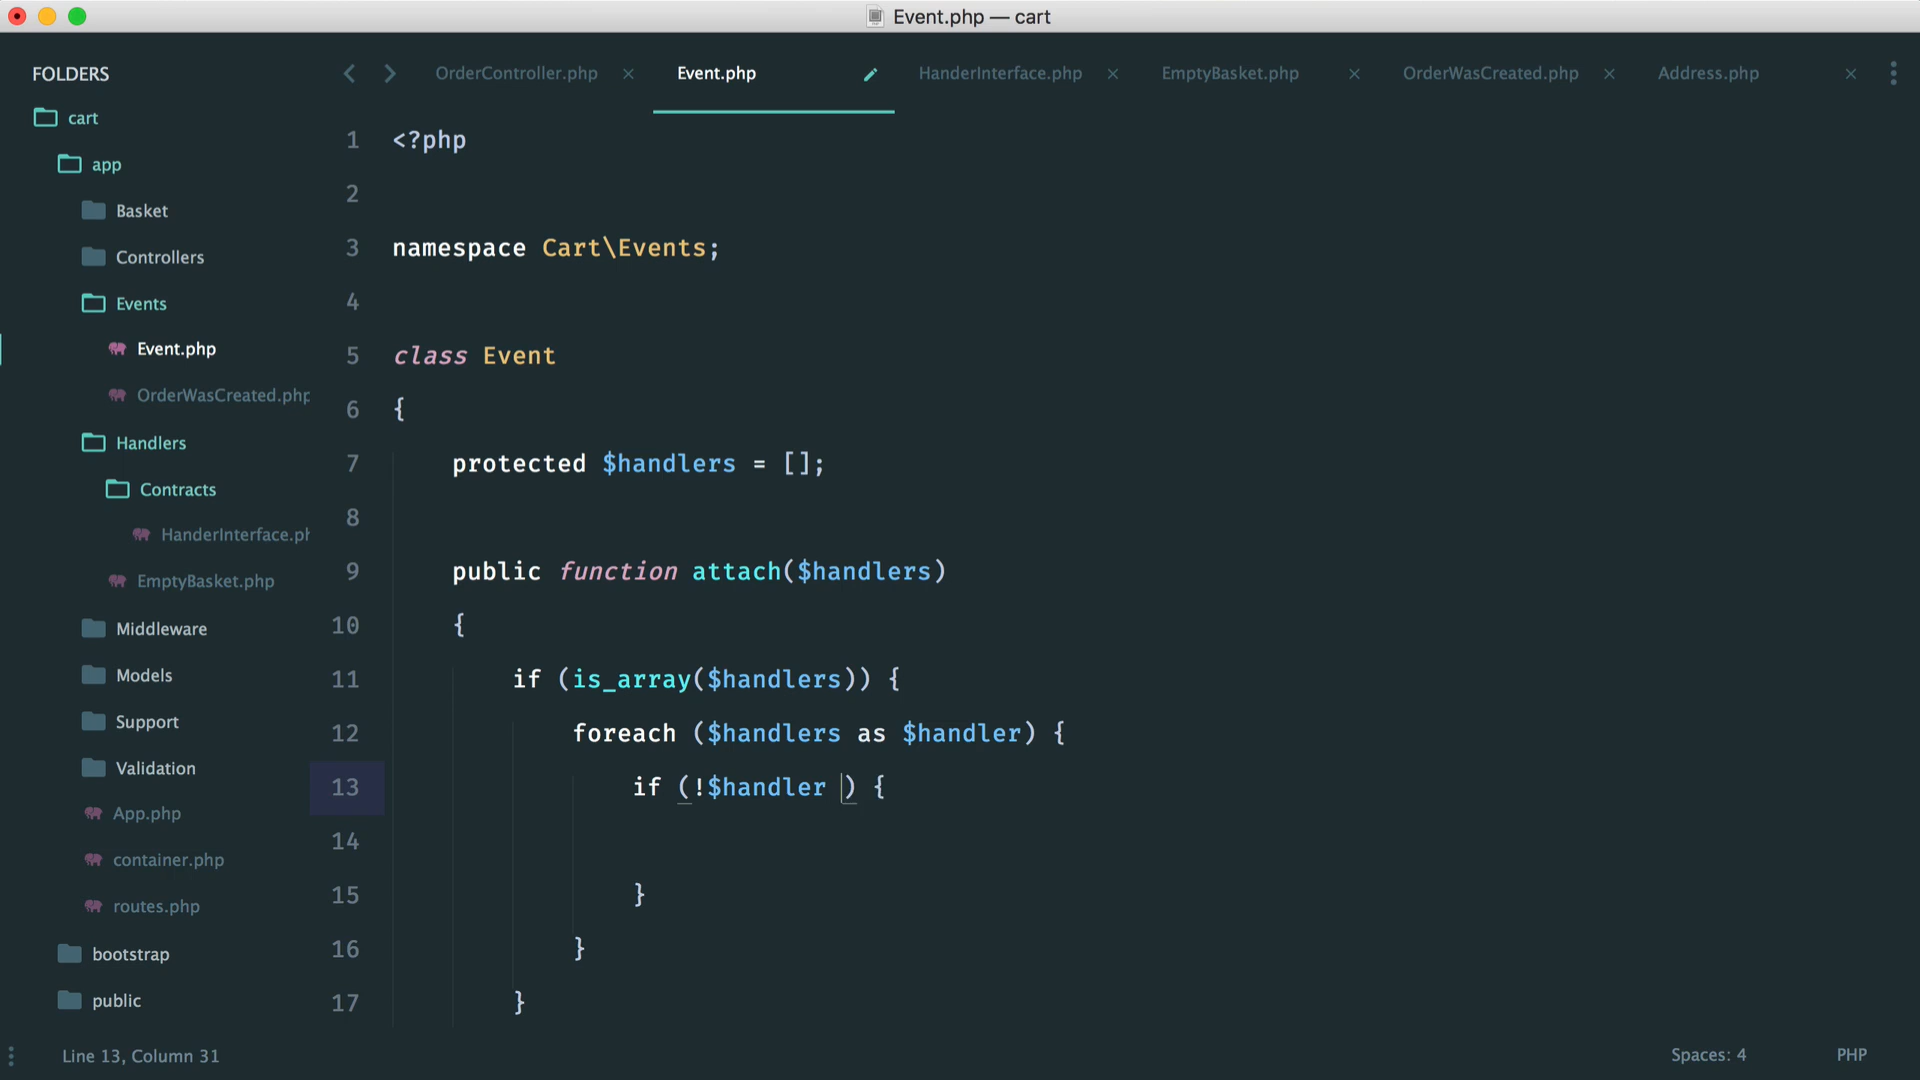 Event.php — cart
FOLDERS
cart
app
Basket
Controllers
Events
Event.php
OrderWasCreated.php
Handlers
Contracts
HanderInterface.ph
EmptyBasket.php
Middleware
Models
Support
Validation
App.php
container.php
routes.php
bootstrap
public
OrderController.php
Event.php
HanderInterface.php
EmptyBasket.php
OrderWasCreated.php
Address.php
1 <?php
2
3 namespace Cart\Events;
4
5 class Event
6 {
7 protected $handlers = [];
8
9 public function attach($handlers)
10 {
11 if (is_array($handlers)) {
12 foreach ($handlers as $handler) {
13 if (!$handler ) {
14
15 }
16 }
17 }
Line 13, Column 31
Spaces: 4
PHP